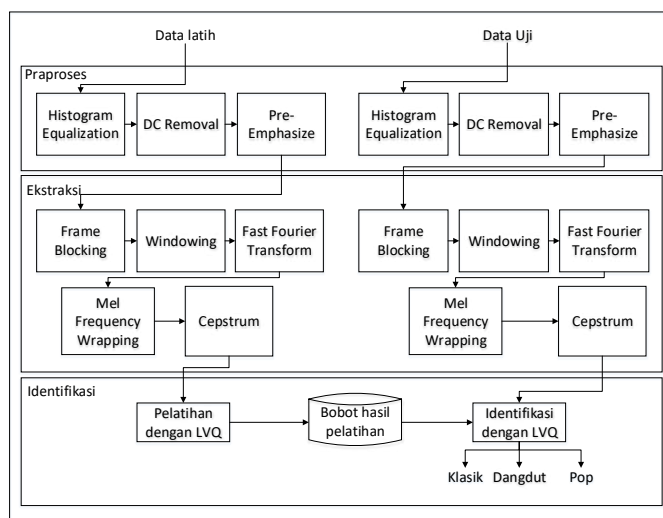 Data latih
Data Uji
Praproses
Histogram
Equalization
DC Removal
Pre-
Emphasize
Histogram
Equalization
DC Removal
Pre-
Emphasize
Ekstraksi
Frame
Blocking
Windowing
Fast Fourier
Transform
Frame
Blocking
Windowing
Fast Fourier
Transform
Mel
Frequency
Wrapping
Cepstrum
Mel
Frequency
Wrapping
Cepstrum
Identifikasi
Pelatihan
dengan LVQ
Bobot hasil
pelatihan
Identifikasi
dengan LVQ
Klasik
Dangdut
Pop